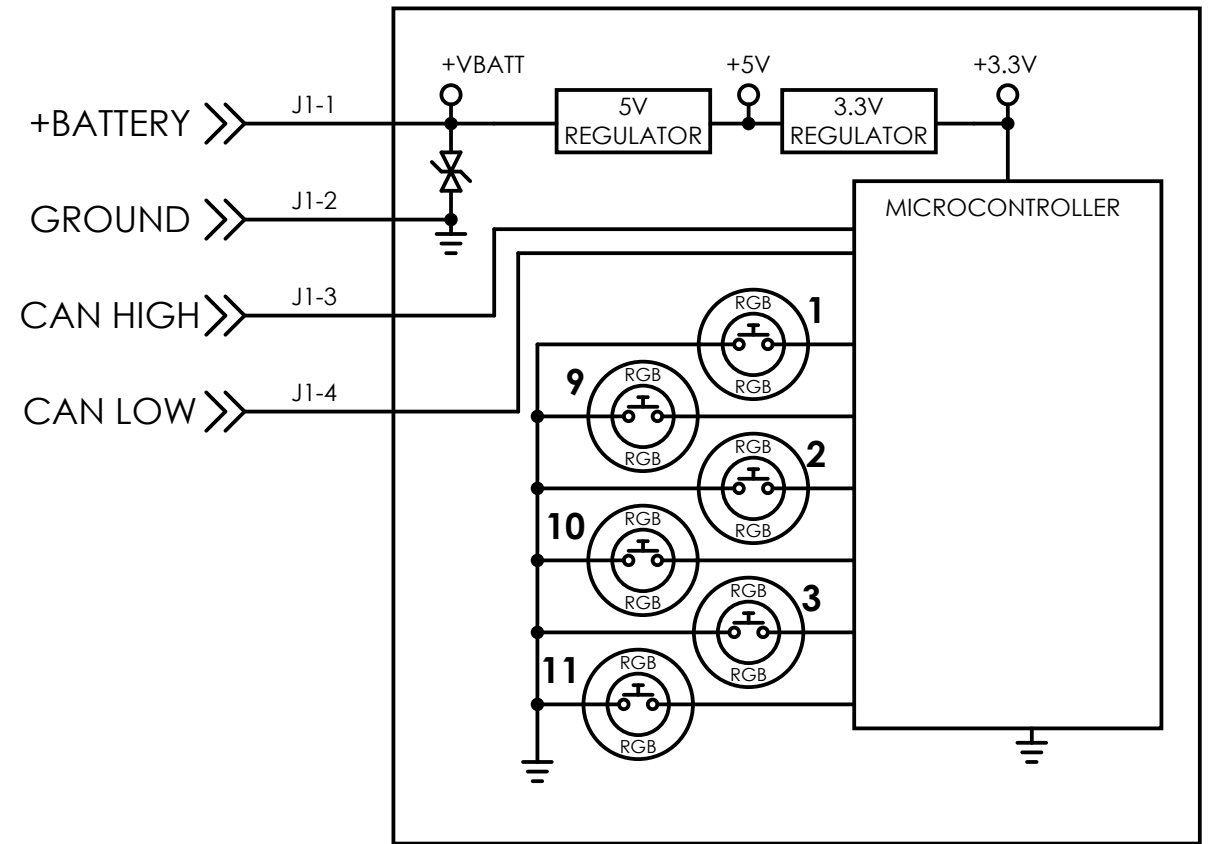 +VBATT
+5V
+3.3V
+BATTERY
J1-1
5V
REGULATOR
3.3V
REGULATOR
GROUND
J1-2
MICROCONTROLLER
CAN HIGH
J1-3
RGB
1
RGB
CAN LOW
J1-4
9
RGB
RGB
RGB
2
RGB
10
RGB
RGB
RGB
3
RGB
11
RGB
RGB